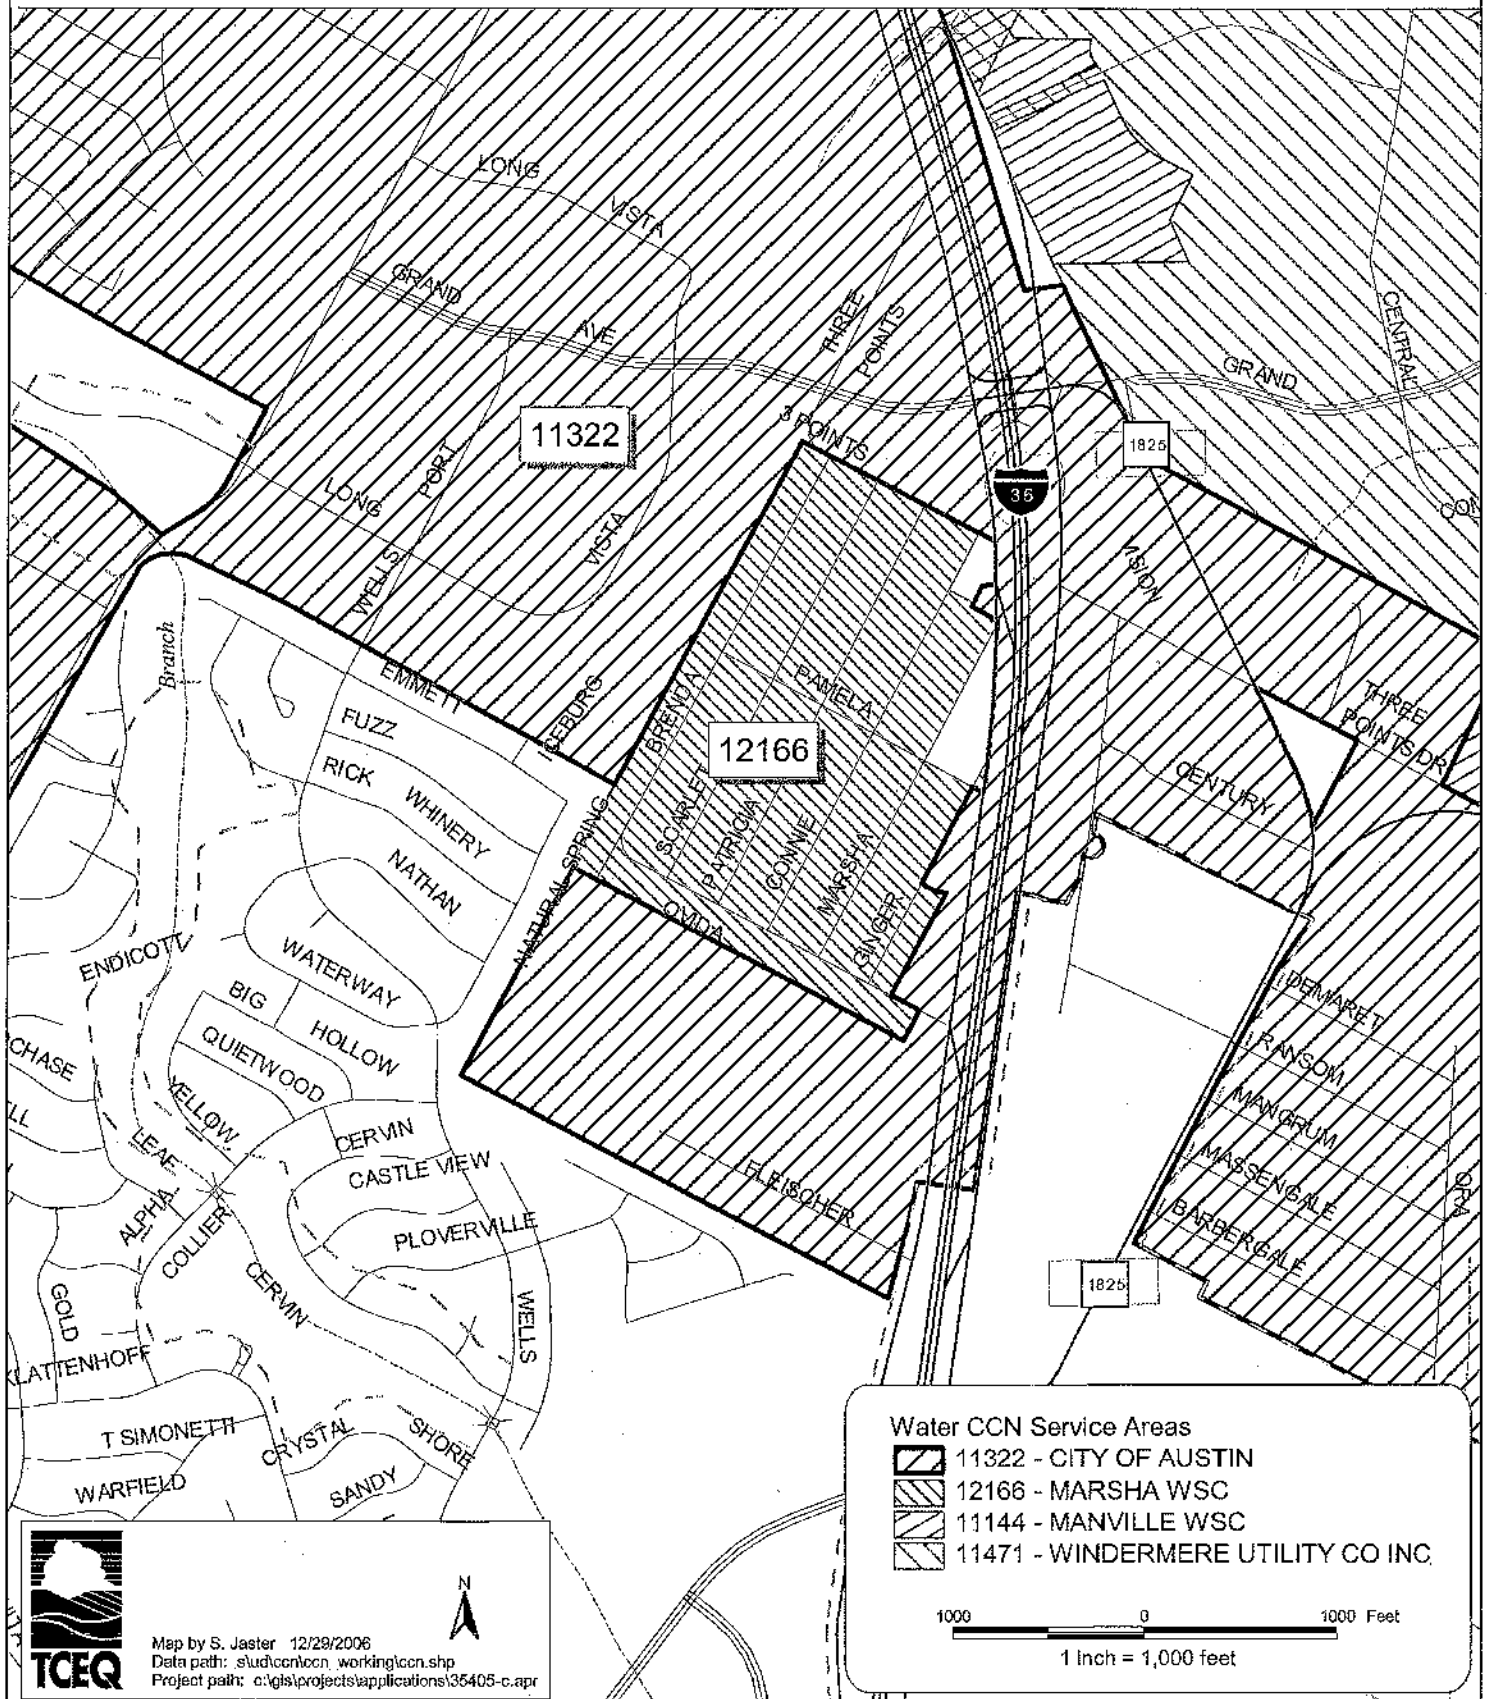 LONG
VISTA
GRAND
AVE
THREE
POINTS
3 POINTS
GRAND
CENTRAL
1825
35
11322
PORT
LONG
WELLS
VISTA
VISION
Branch
EMMETT
ICEBURG
BRENDA
PAMELA
12166
THREE
POINTS DR
CENTURY
FUZZ
RICK
WHINERY
NATHAN
NATURAL SPRING
SCARLET
PATRICIA
CONNIE
MARSHA
GINGER
OVIDA
ENDICOTT
WATERWAY
BIG
HOLLOW
QUIETWOOD
CHASE
YELLOW
LEAF
ALPHA
COLLIER
CERVIN
CASTLE VIEW
PLOVERVILLE
CERVIN
GOLD
WELLS
KLATTENHOFF
T SIMONETTI
CRYSTAL
SHORE
WARFIELD
SANDY
FLEISCHER
DEMARET
RANSOM
MANGRUM
MASSENGALE
BARBERGALE
ORA
1825
Water CCN Service Areas
11322 - CITY OF AUSTIN
12166 - MARSHA WSC
11144 - MANVILLE WSC
11471 - WINDERMERE UTILITY CO INC
1000 0 1000 Feet
1 inch = 1,000 feet
TCEQ
N
Map by S. Jaster 12/29/2006
Data path: s\ud\ccn\ccn_working\ccn.shp
Project path: c:\gis\projects\applications\35405-c.apr